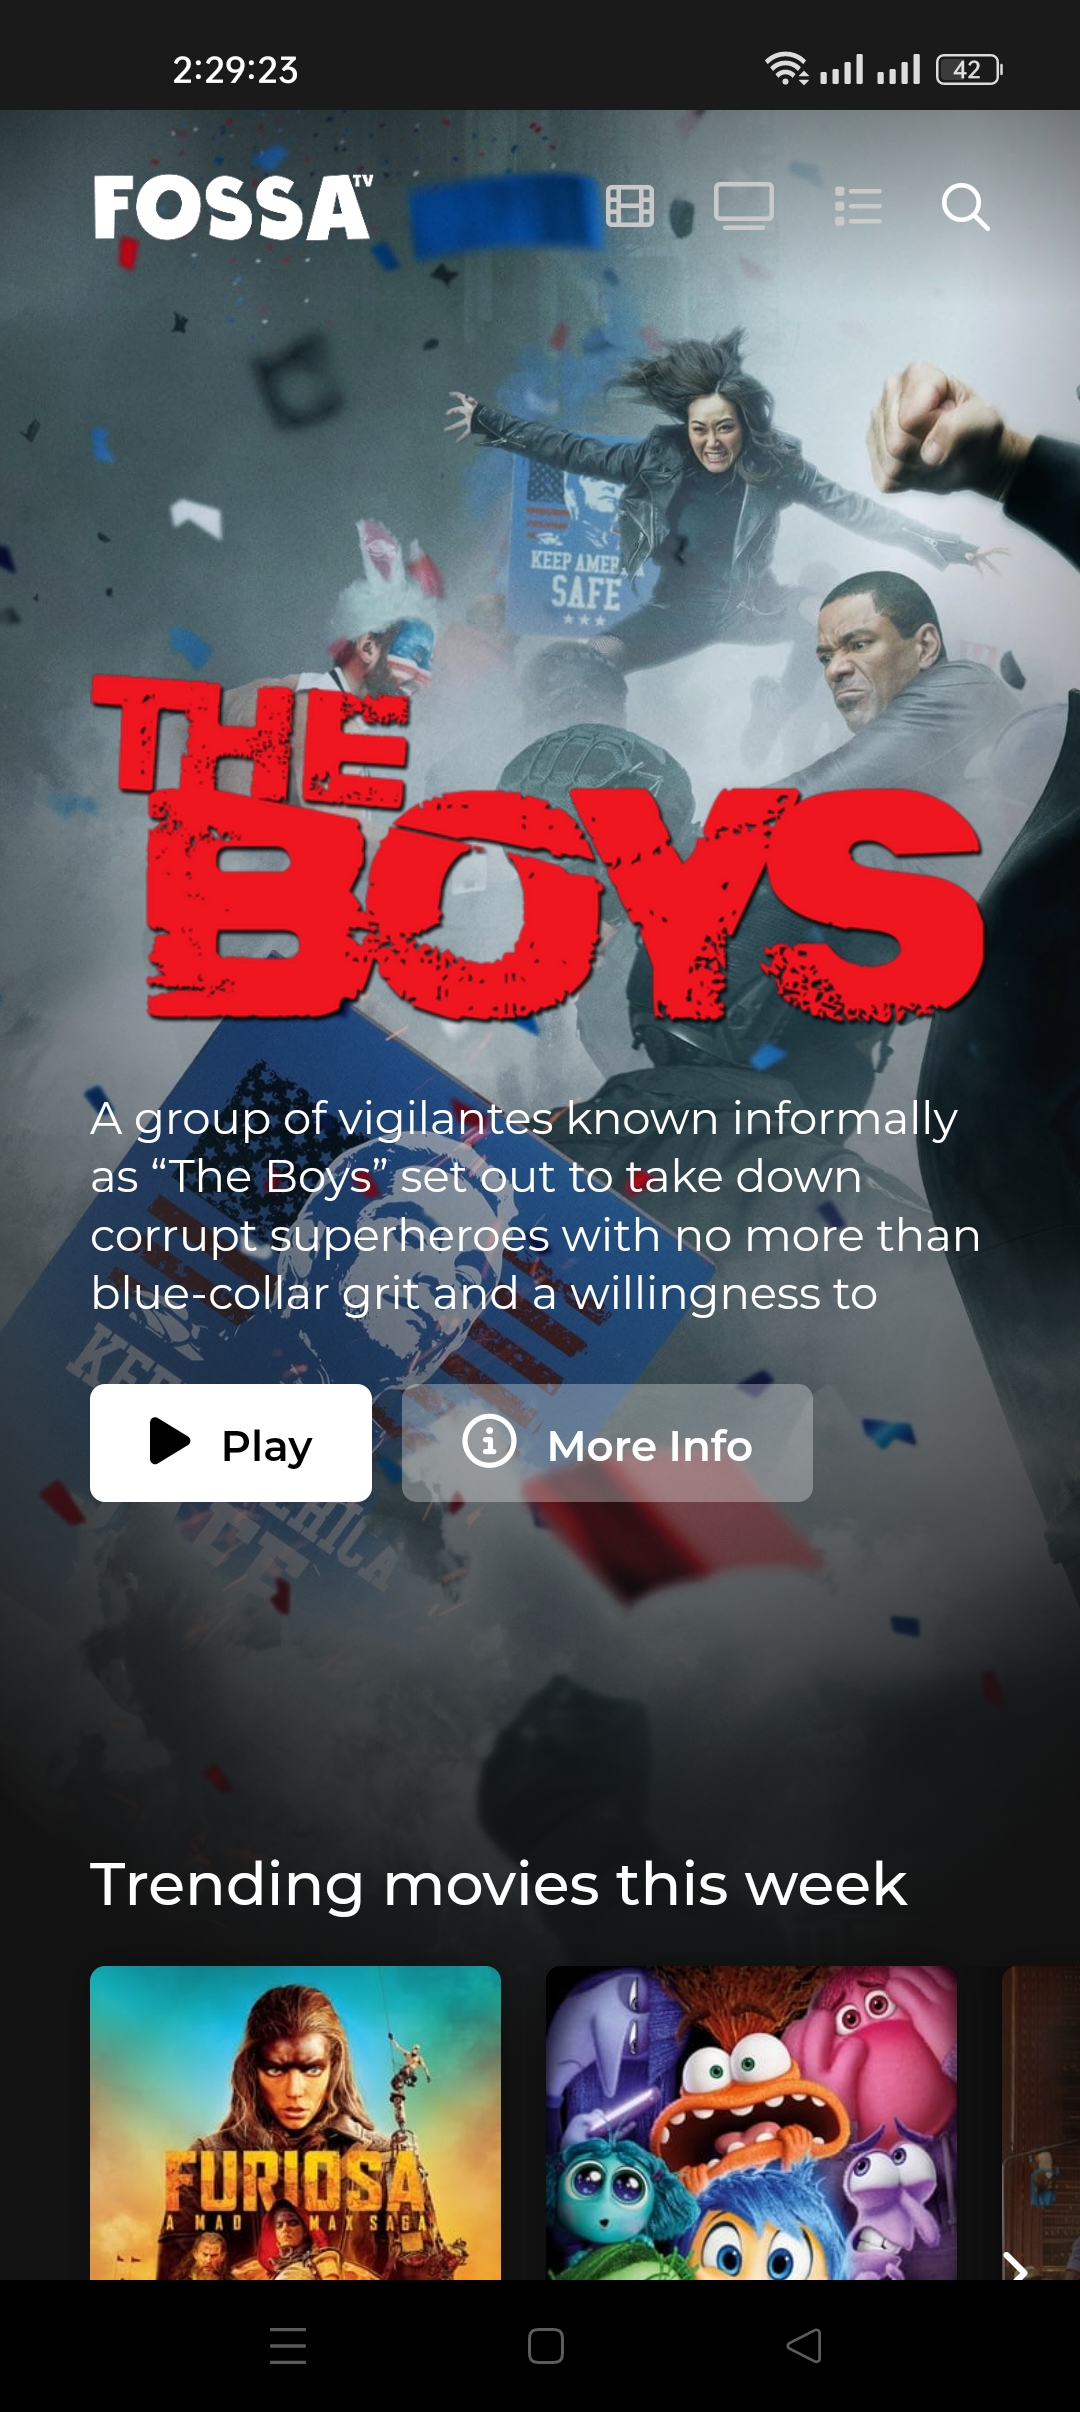 2:29:23
42
FOSSA TV
KEEP AMERICA
SAFE
THE
BOYS
A group of vigilantes known informally
as “The Boys” set out to take down
corrupt superheroes with no more than
blue-collar grit and a willingness to
Play
More Info
Trending movies this week
FURIOSA
A MAD MAX SAGA